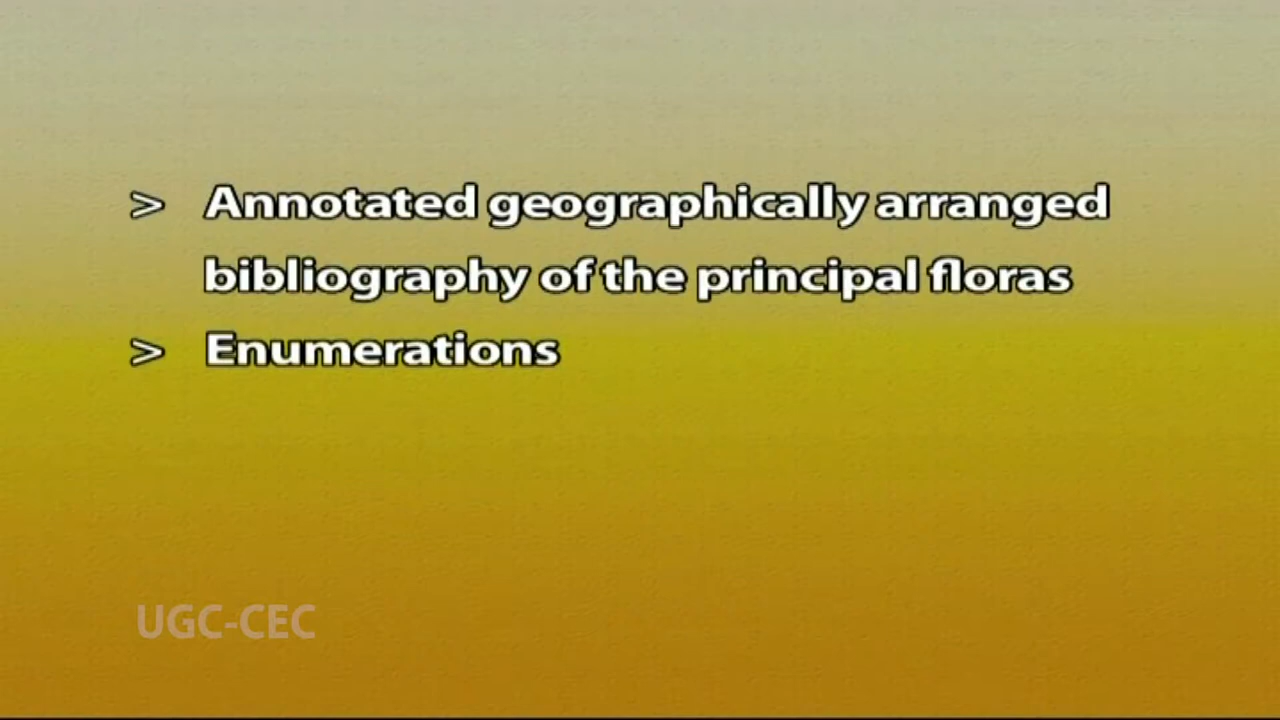 > Annotated geographically arranged
bibliography of the principal floras
> Enumerations
UGC-CEC